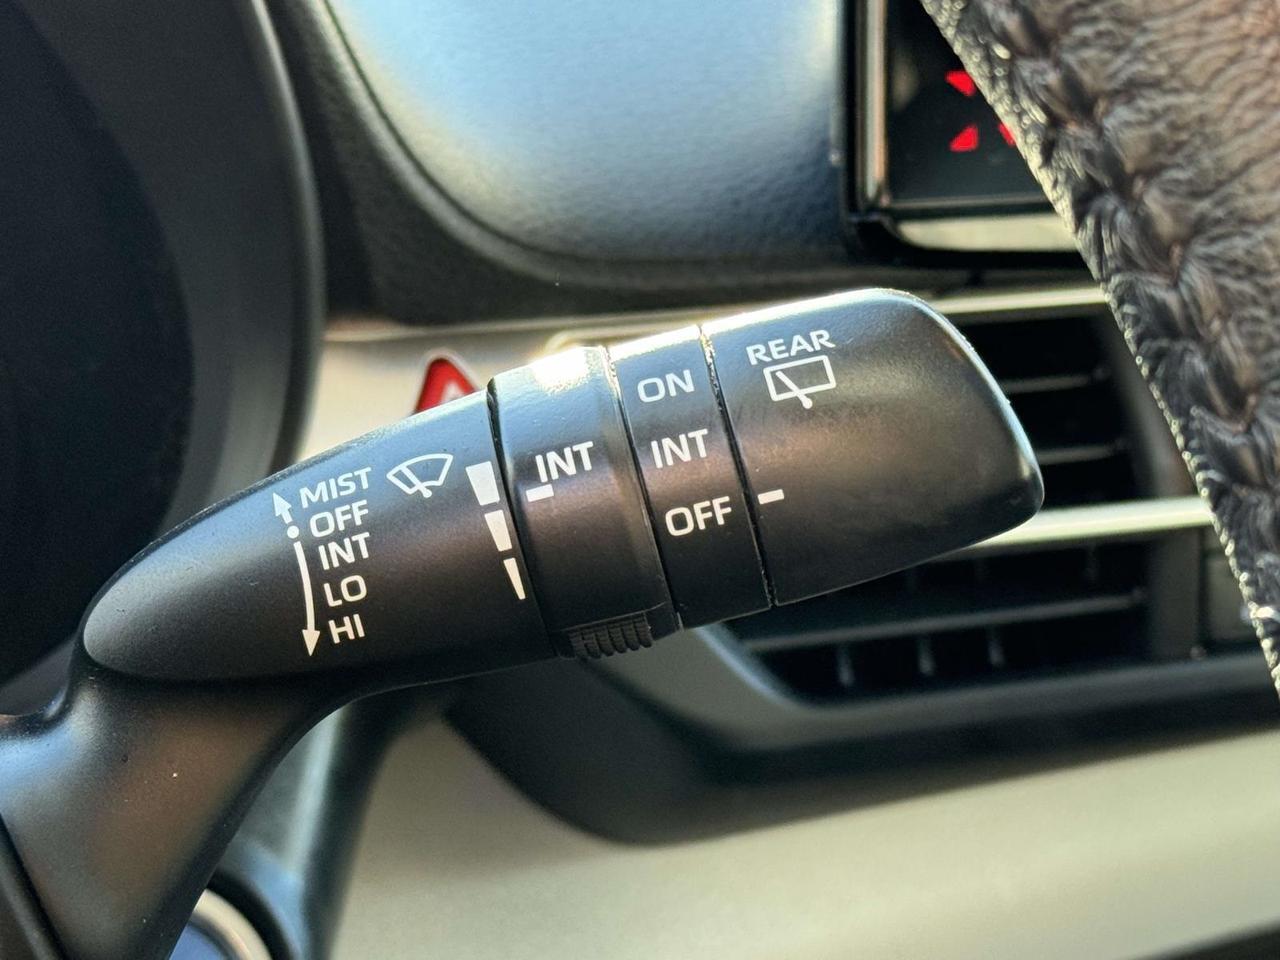 MIST
OFF
INT
LO
HI
INT
ON
INT
OFF
REAR